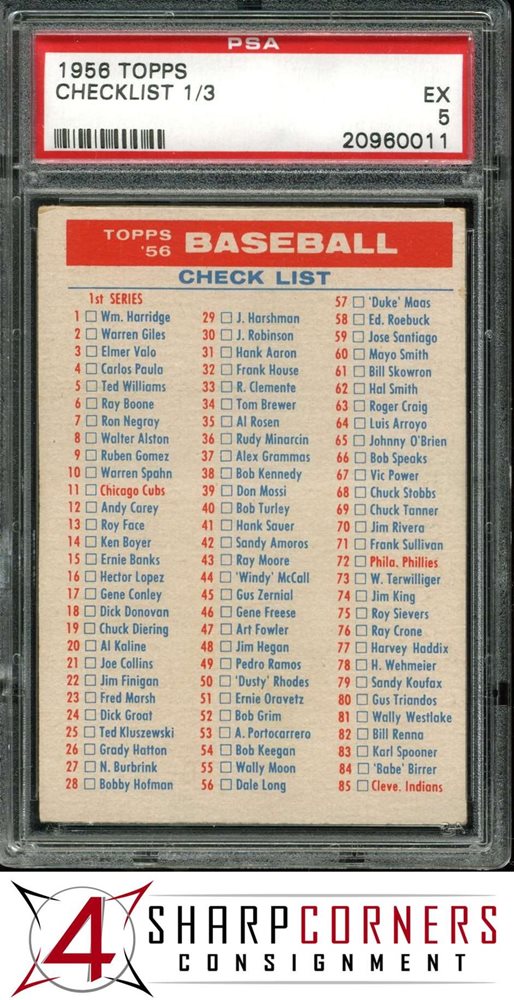 PSA
1956 TOPPS
CHECKLIST 1/3
EX
5
20960011
TOPPS '56 BASEBALL
CHECK LIST
1st SERIES
1 Wm. Harridge
2 Warren Giles
3 Elmer Valo
4 Carlos Paula
5 Ted Williams
6 Ray Boone
7 Ron Negray
8 Walter Alston
9 Ruben Gomez
10 Warren Spahn
11 Chicago Cubs
12 Andy Carey
13 Roy Face
14 Ken Boyer
15 Ernie Banks
16 Hector Lopez
17 Gene Conley
18 Dick Donovan
19 Chuck Diering
20 Al Kaline
21 Joe Collins
22 Jim Finigan
23 Fred Marsh
24 Dick Groat
25 Ted Kluszewski
26 Grady Hatton
27 N. Burbrink
28 Bobby Hofman
29 J. Harshman
30 J. Robinson
31 Hank Aaron
32 Frank House
33 R. Clemente
34 Tom Brewer
35 Al Rosen
36 Rudy Minarcin
37 Alex Grammas
38 Bob Kennedy
39 Don Mossi
40 Bob Turley
41 Hank Sauer
42 Sandy Amoros
43 Ray Moore
44 'Windy' McCall
45 Gus Zernial
46 Gene Freese
47 Art Fowler
48 Jim Hegan
49 Pedro Ramos
50 'Dusty' Rhodes
51 Ernie Oravetz
52 Bob Grim
53 A. Portocarrero
54 Bob Keegan
55 Wally Moon
56 Dale Long
57 'Duke' Maas
58 Ed. Roebuck
59 Jose Santiago
60 Mayo Smith
61 Bill Skowron
62 Hal Smith
63 Roger Craig
64 Luis Arroyo
65 Johnny O'Brien
66 Bob Speaks
67 Vic Power
68 Chuck Stobbs
69 Chuck Tanner
70 Jim Rivera
71 Frank Sullivan
72 Phila. Phillies
73 W. Terwilliger
74 Jim King
75 Roy Sievers
76 Ray Crone
77 Harvey Haddix
78 H. Wehmeier
79 Sandy Koufax
80 Gus Triandos
81 Wally Westlake
82 Bill Renna
83 Karl Spooner
84 'Babe' Birrer
85 Cleve. Indians
4 SHARPCORNERS
CONSIGNMENT